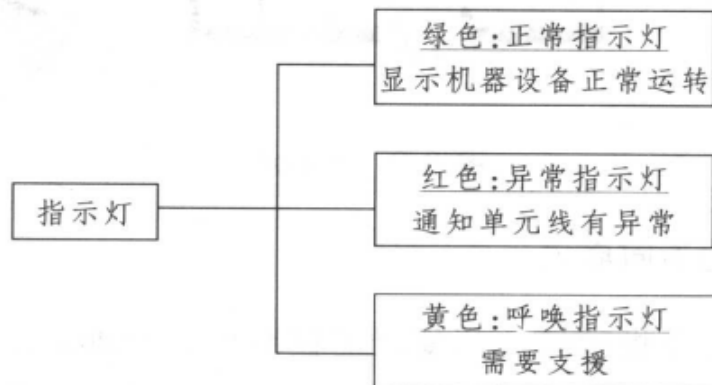 绿色:正常指示灯
显示机器设备正常运转
红色:异常指示灯
通知单元线有异常
指示灯
黄色:呼唤指示灯
需要支援